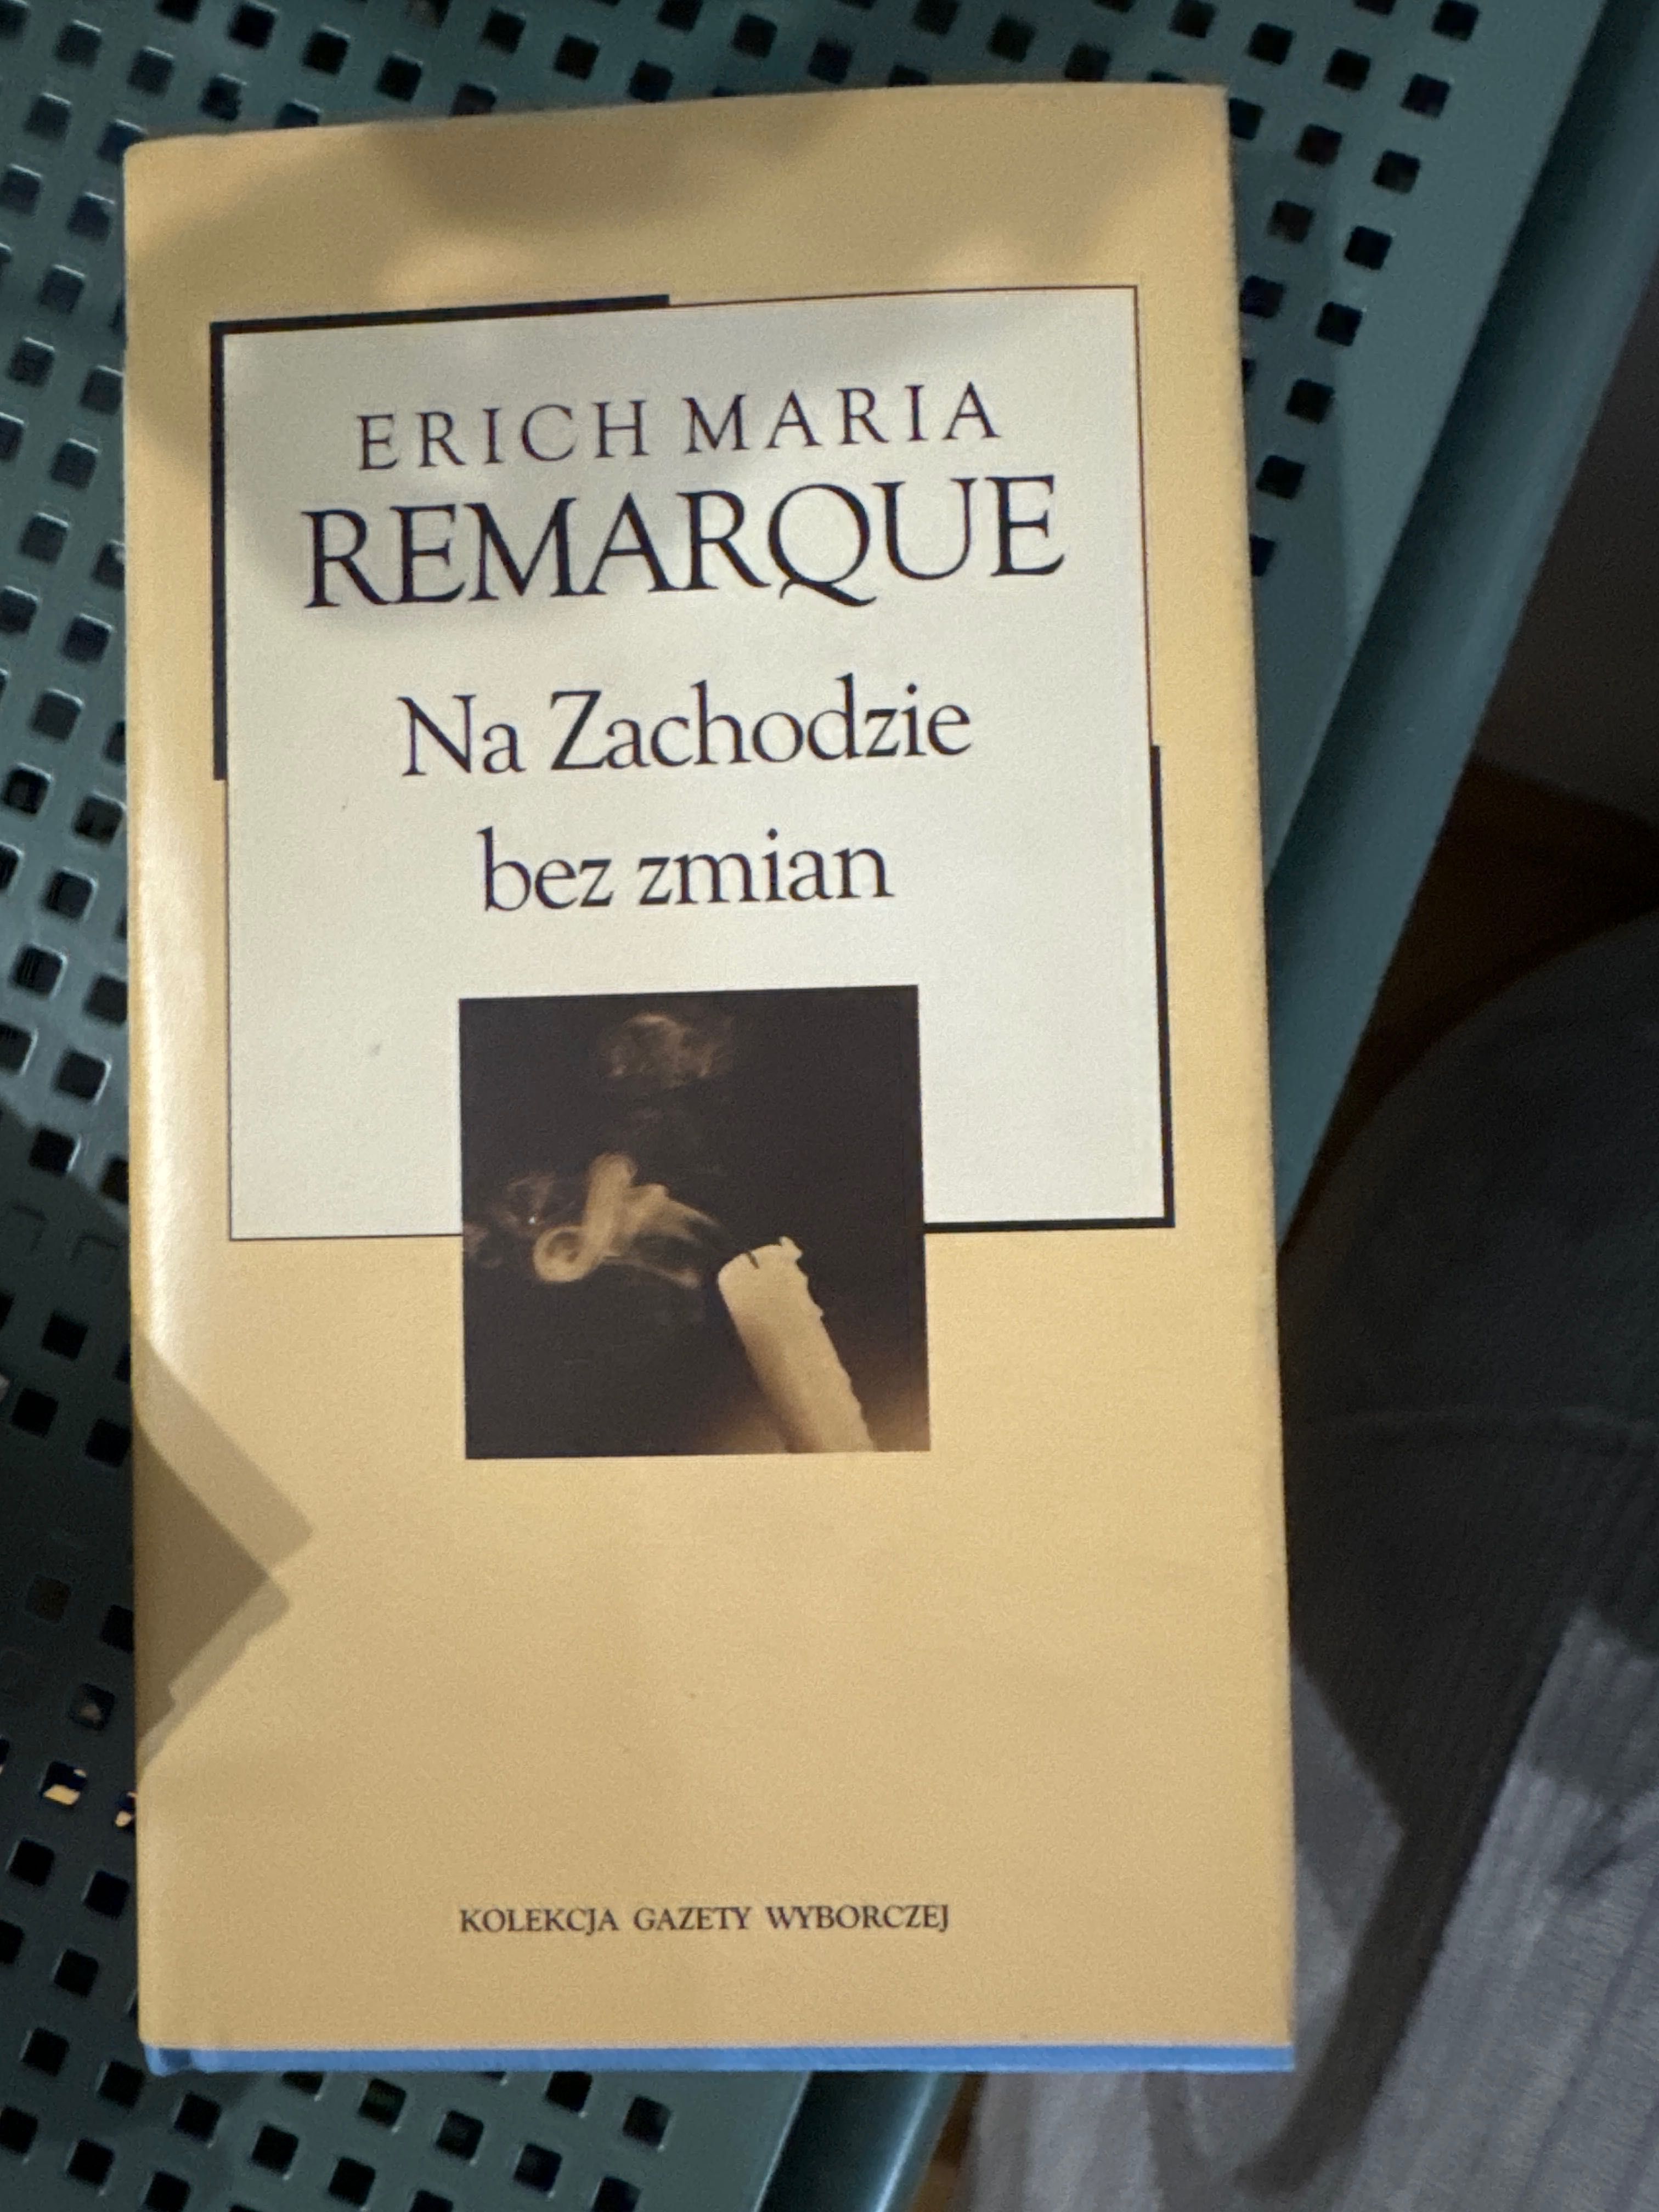 ERICH MARIA
REMARQUE
Na Zachodzie
bez zmian
KOLEKCJA GAZETY WYBORCZEJ